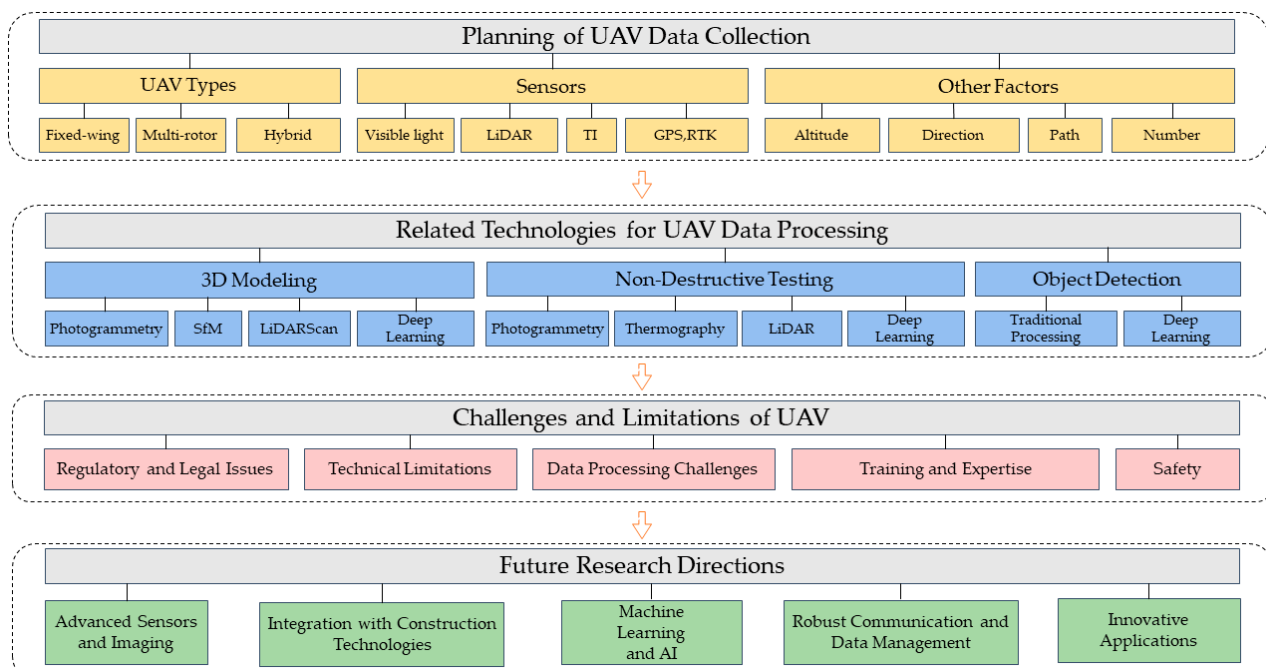 Planning of UAV Data Collection
UAV Types
Sensors
Other Factors
Fixed-wing
Multi-rotor
Hybrid
Visible light
LiDAR
TI
GPS,RTK
Altitude
Direction
Path
Number
Related Technologies for UAV Data Processing
3D Modeling
Non-Destructive Testing
Object Detection
Photogrammetry
SfM
LiDARScan
Deep
Learning
Photogrammetry
Thermography
LiDAR
Deep
Learning
Traditional
Processing
Deep
Learning
Challenges and Limitations of UAV
Regulatory and Legal Issues
Technical Limitations
Data Processing Challenges
Training and Expertise
Safety
Future Research Directions
Advanced Sensors
and Imaging
Integration with Construction
Technologies
Machine
Learning
and AI
Robust Communication and
Data Management
Innovative
Applications